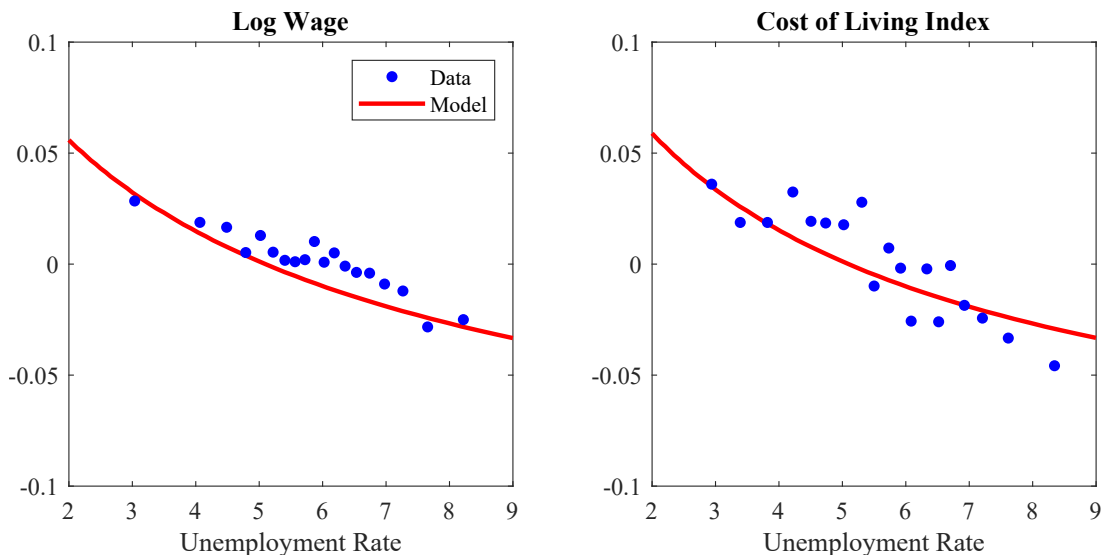 Log Wage
0.1
0.05
0
-0.05
-0.1
2 3 4 5 6 7 8 9
Unemployment Rate
Data
Model
Cost of Living Index
0.1
0.05
0
-0.05
-0.1
2 3 4 5 6 7 8 9
Unemployment Rate